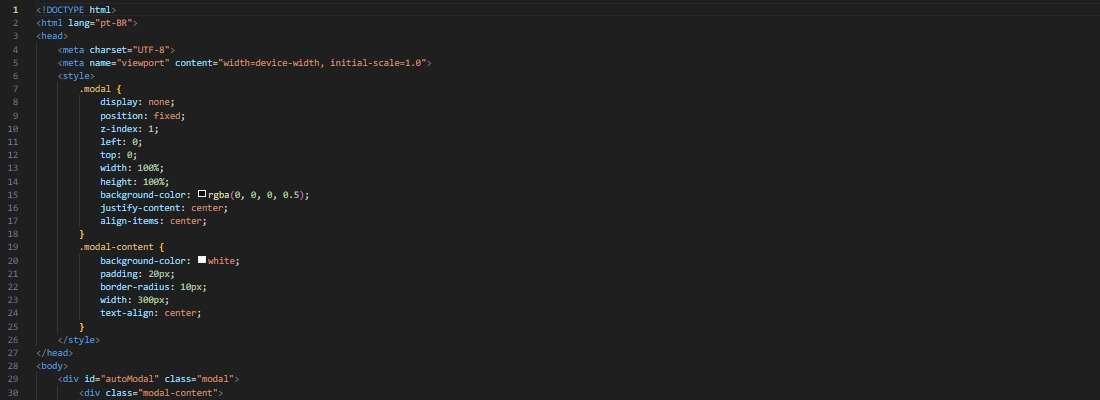 1 <!DOCTYPE html>
2 <html lang="pt-BR">
3 <head>
4 <meta charset="UTF-8">
5 <meta name="viewport" content="width=device-width, initial-scale=1.0">
6 <style>
7 .modal {
8 display: none;
9 position: fixed;
10 z-index: 1;
11 left: 0;
12 top: 0;
13 width: 100%;
14 height: 100%;
15 background-color: rgba(0, 0, 0, 0.5);
16 justify-content: center;
17 align-items: center;
18 }
19 .modal-content {
20 background-color: white;
21 padding: 20px;
22 border-radius: 10px;
23 width: 300px;
24 text-align: center;
25 }
26 </style>
27 </head>
28 <body>
29 <div id="autoModal" class="modal">
30 <div class="modal-content">